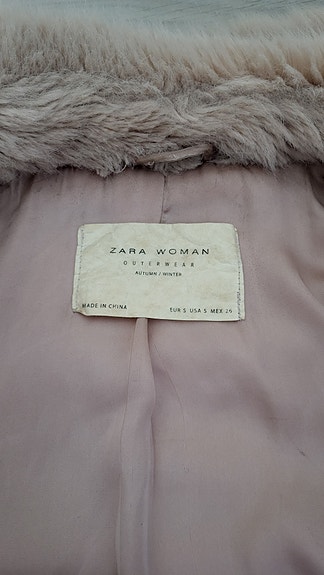 ZARA WOMAN
OUTERWEAR
AUTUMN / WINTER
MADE IN CHINA
EUR S USA S MEX 26